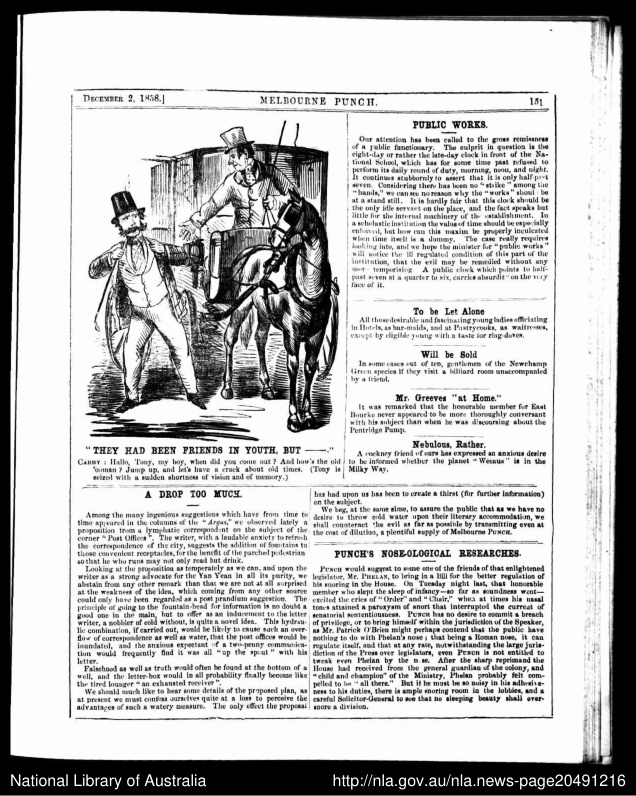 DECEMBER 2, 1858.]
MELBOURNE PUNCH.
151
"THEY HAD BEEN FRIENDS IN YOUTH, BUT ——."
CABBY : Hallo, Tony, my boy, when did you come out ? And how's the old
'ooman ? Jump up, and let's have a crack about old times. (Tony is
seized with a sudden shortness of vision and of memory.)
PUBLIC WORKS.
Our attention has been called to the gross remissness
of a public functionary. The culprit in question is the
eight-day or rather the late-day clock in front of the Na-
tional School, which has for some time past refused to
perform its daily round of duty, morning, noon, and night.
It continues stubbornly to assert that it is only half-past
seven. Considering there has been no "strike" among the
"hands," we can see no reason why the "works" should be
at a stand still. It is hardly fair that this clock should be
the only idle servant on the place, and the fact speaks but
little for the internal machinery of the establishment. In
a scholastic institution the value of time should be especially
enforced, but how can this maxim be properly inculcated
when time itself is a dummy. The case really requires
looking into, and we hope the minister for "public works"
will notice the ill regulated condition of this part of the
institution, that the evil may be remedied without any
temporising A public clock which points to half-
past seven at a quarter to six, carries absurdity on the very
face of it.
To be Let Alone
All those desirable and fascinating young ladies officiating
in Hotels, as bar-maids, and at Pastrycooks, as waitresses,
except by eligible young with a taste for ring-doves.
Will be Sold
In some cases out of ten, gentlemen of the Newchamp
Green species if they visit a billiard room unaccompanied
by a friend.
Mr. Greeves "at Home."
It was remarked that the honorable member for East
Bourke never appeared to be more thoroughly conversant
with his subject than when he was discoursing about the
Pentridge Pump.
Nebulous, Rather.
A cockney friend of ours has expressed an anxious desire
to be informed whether the planet "Weenus" is in the
Milky Way.
A DROP TOO MUCH.
Among the many ingenious suggestions which have from time to
time appeared in the columns of the "Argus," we observed lately a
proposition from a lymphatic correspondent on the subject of the
corner "Post Offices". The writer, with a laudable anxiety to refresh
the correspondence of the city, suggests the addition of fountains to
those convenient receptacles, for the benefit of the parched pedestrian
so that he who runs may not only read but drink.
Looking at the proposition as temperately as we can, and upon the
writer as a strong advocate for the Yan Yean in all its purity, we
abstain from any other remark than that we are not at all surprised
at the weakness of the idea, which coming from any other source
could only have been regarded as a post prandium suggestion. The
principle of going to the fountain-head for information is no doubt a
good one in the main, but to offer as an inducement to the letter
writer, a nobbler of cold without, is quite a novel idea. This hydrau-
lic combination, if carried out, would be likely to cause such an over-
flow of correspondence as well as water, that the post offices would be
inundated, and the anxious expectant of a two-penny communica-
tion would frequently find it was all "up the spout" with his
letter.
Falsehood as well as truth would often be found at the bottom of a
well, and the letter-box would in all probability finally become like
the tired lounger "an exhausted receiver".
We should much like to hear some details of the proposed plan, as
at present we must confess ourselves quite at a loss to perceive the
advantages of such a watery measure. The only effect the proposal
has had upon us has been to create a thirst (for further information)
on the subject.
We beg, at the same time, to assure the public that as we have no
desire to throw cold water upon their literary accommodation, we
shall counteract the evil as far as possible by transmitting even at
the cost of dilution, a plentiful supply of Melbourne PUNCH.
PUNCH'S NOSE-OLOGICAL RESEARCHES.
PUNCH would suggest to some one of the friends of that enlightened
legislator, Mr. PHELAN, to bring in a bill for the better regulation of
his snoring in the House. On Tuesday night last, that honorable
member who slept the sleep of infancy—so far as soundness went—
excited the cries of "Order" and "Chair," when at times his nasal
tones attained a paroxysm of snort that interrupted the current of
senatorial sententiousness. PUNCH has no desire to commit a breach
of privilege, or to bring himself within the jurisdiction of the Speaker,
as Mr. Patrick O'Brien might perhaps contend that the public have
nothing to do with Phelan's nose ; that being a Roman nose, it can
regulate itself, and that at any rate, notwithstanding the large juris-
diction of the Press over legislators, even PUNCH is not entitled to
tweak even Phelan by the nose. After the sharp reprimand the
House had received from the general guardian of the colony, and
"child and champion" of the Ministry, Phelan probably felt com-
pelled to be "all there." But if he must be so noisy in his adhesive-
ness to his duties, there is ample snoring room in the lobbies, and a
careful Solicitor-General to see that no sleeping beauty shall over-
snore a division.
National Library of Australia
http://nla.gov.au/nla.news-page20491216